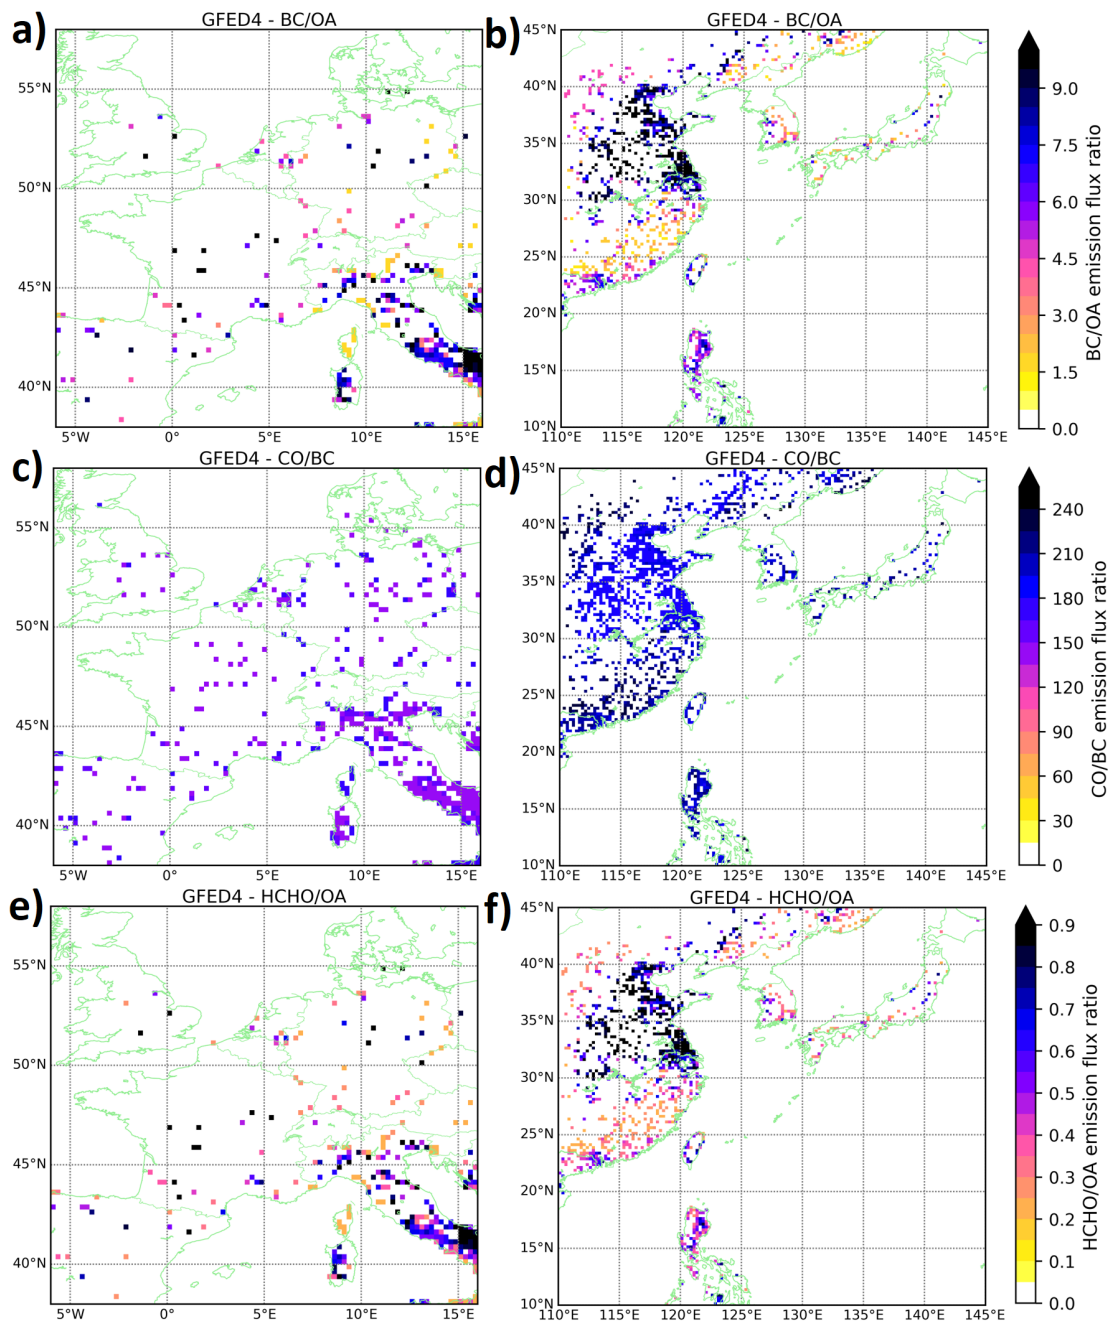 a)
GFED4 - BC/OA
55°N
50°N
45°N
40°N
5°W 0° 5°E 10°E 15°E
b)
GFED4 - BC/OA
45°N
40°N
35°N
30°N
25°N
20°N
15°N
10°N
110°E 115°E 120°E 125°E 130°E 135°E 140°E 145°E
9.0
7.5
6.0
4.5
3.0
1.5
0.0
BC/OA emission flux ratio
c)
GFED4 - CO/BC
55°N
50°N
45°N
40°N
5°W 0° 5°E 10°E 15°E
d)
GFED4 - CO/BC
45°N
40°N
35°N
30°N
25°N
20°N
15°N
10°N
110°E 115°E 120°E 125°E 130°E 135°E 140°E 145°E
240
210
180
150
120
90
60
30
0
CO/BC emission flux ratio
e)
GFED4 - HCHO/OA
55°N
50°N
45°N
40°N
5°W 0° 5°E 10°E 15°E
f)
GFED4 - HCHO/OA
45°N
40°N
35°N
30°N
25°N
20°N
15°N
10°N
110°E 115°E 120°E 125°E 130°E 135°E 140°E 145°E
0.9
0.8
0.7
0.6
0.5
0.4
0.3
0.2
0.1
0.0
HCHO/OA emission flux ratio